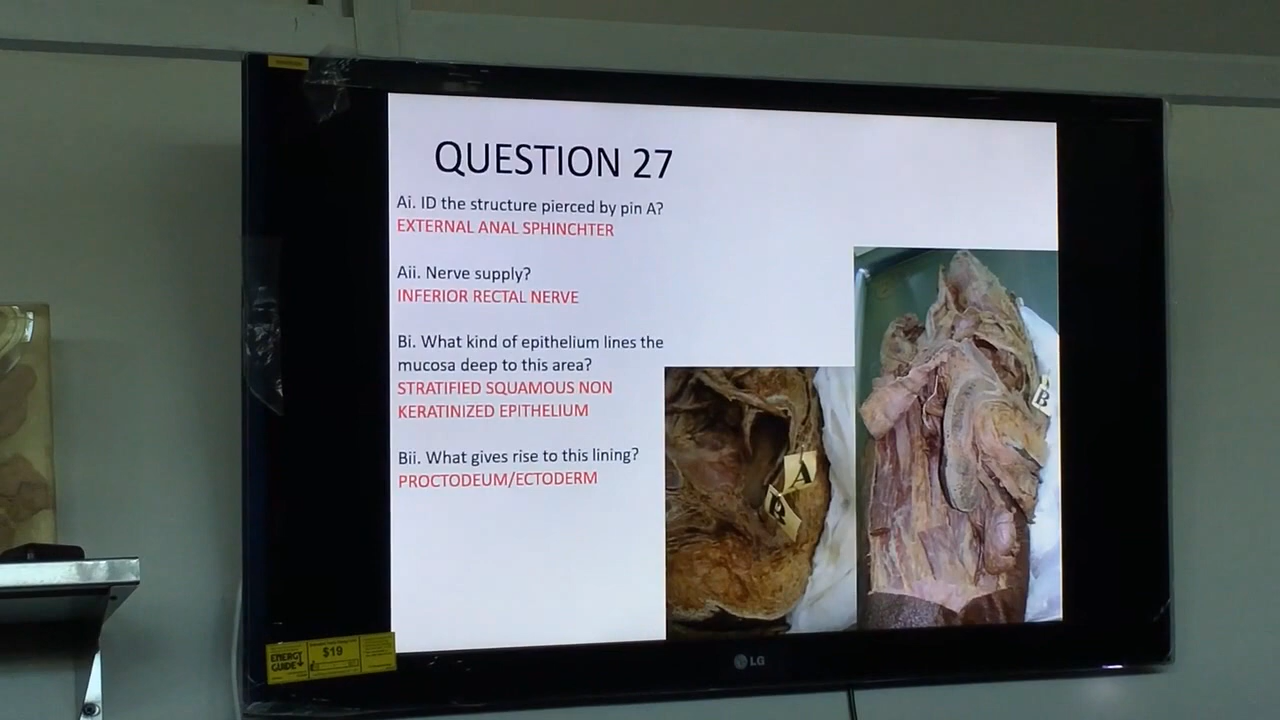 QUESTION 27
Ai. ID the structure pierced by pin A?
EXTERNAL ANAL SPHINCHTER
Aii. Nerve supply?
INFERIOR RECTAL NERVE
Bi. What kind of epithelium lines the
mucosa deep to this area?
STRATIFIED SQUAMOUS NON
KERATINIZED EPITHELIUM
Bii. What gives rise to this lining?
PROCTODEUM/ECTODERM
A
B
ENERGY
GUIDE
$19
LG